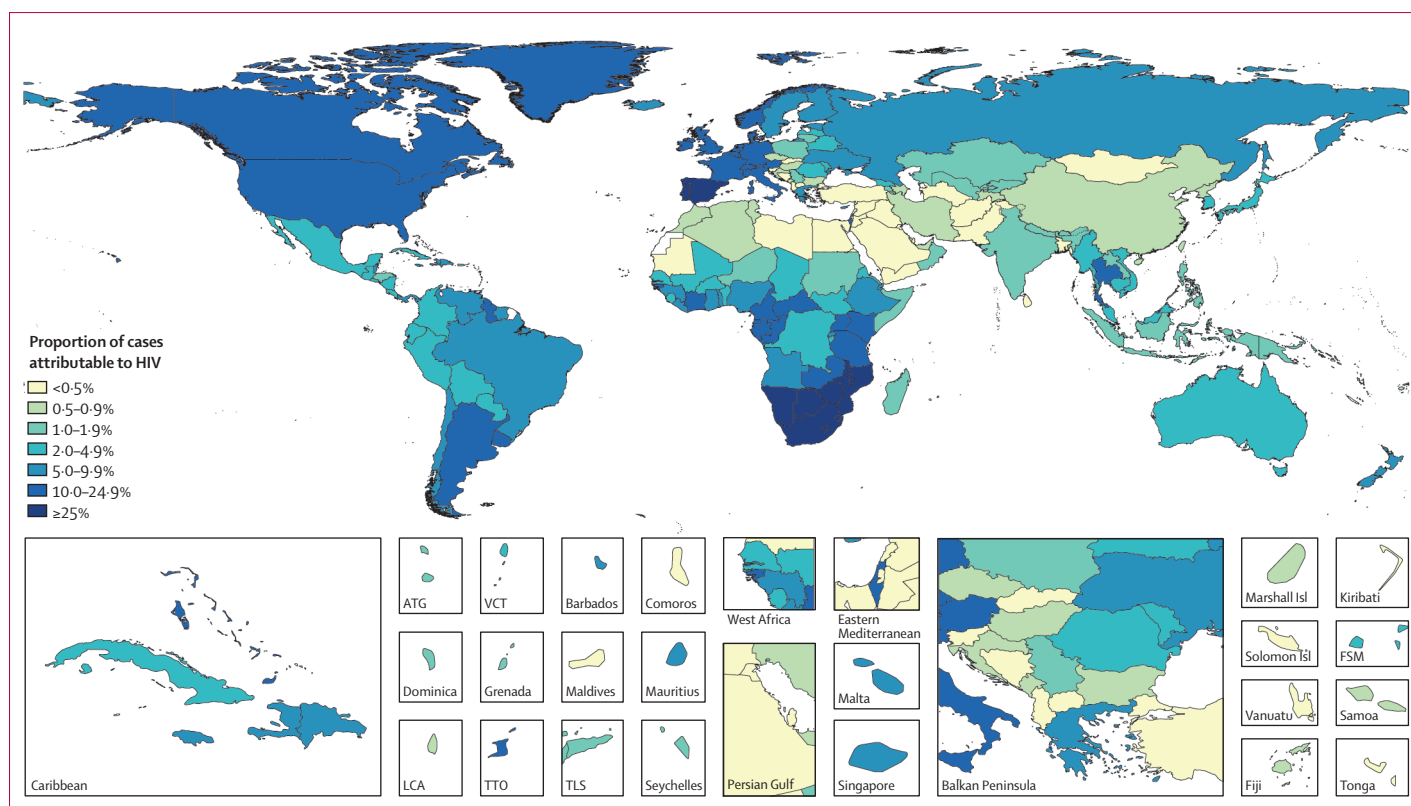 Proportion of cases
attributable to HIV
<0·5%
0·5–0·9%
1·0–1·9%
2·0–4·9%
5·0–9·9%
10·0–24·9%
≥25%
Caribbean
ATG
VCT
Barbados
Comoros
Dominica
Grenada
Maldives
Mauritius
LCA
TTO
TLS
Seychelles
West Africa
Eastern
Mediterranean
Persian Gulf
Malta
Singapore
Balkan Peninsula
Marshall Isl
Kiribati
Solomon Isl
FSM
Vanuatu
Samoa
Fiji
Tonga